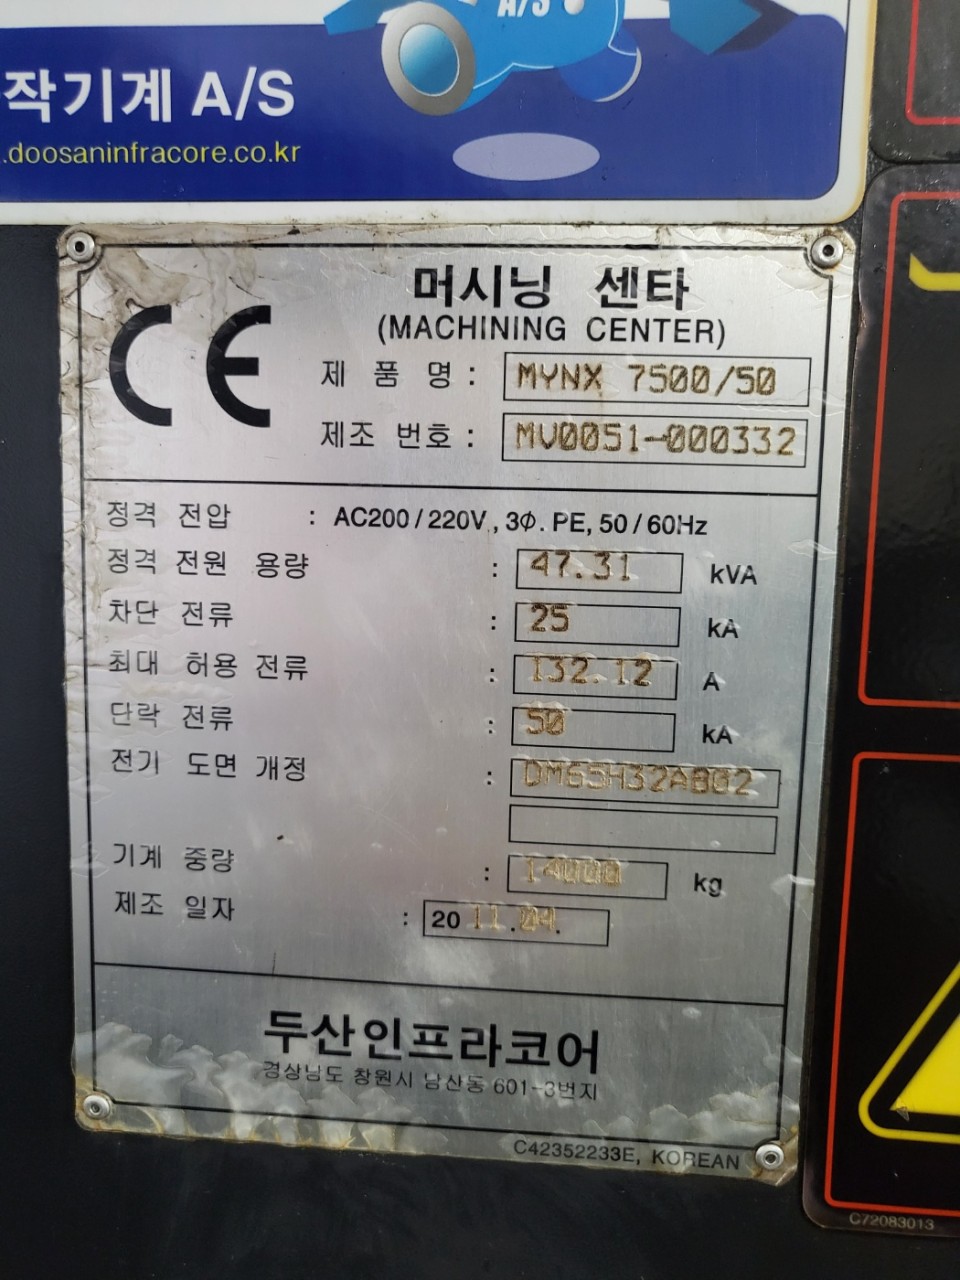 A/S
작기계 A/S
.doosaninfracore.co.kr
머시닝 센타
(MACHINING CENTER)
CE
제 품 명 : MYNX 7500/50
제조 번호 : MV0051-000332
정격 전압 : AC200/220V, 3Φ. PE, 50/60Hz
정격 전원 용량 : 47.31 kVA
차단 전류 : 25 kA
최대 허용 전류 : 132.12 A
단락 전류 : 50 kA
전기 도면 개정 : DM65H32AB02
기계 중량 : 14000 kg
제조 일자 : 2011.04.
두산인프라코어
경상남도 창원시 남산동 601-3번지
C42352233E, KOREAN
C72083013